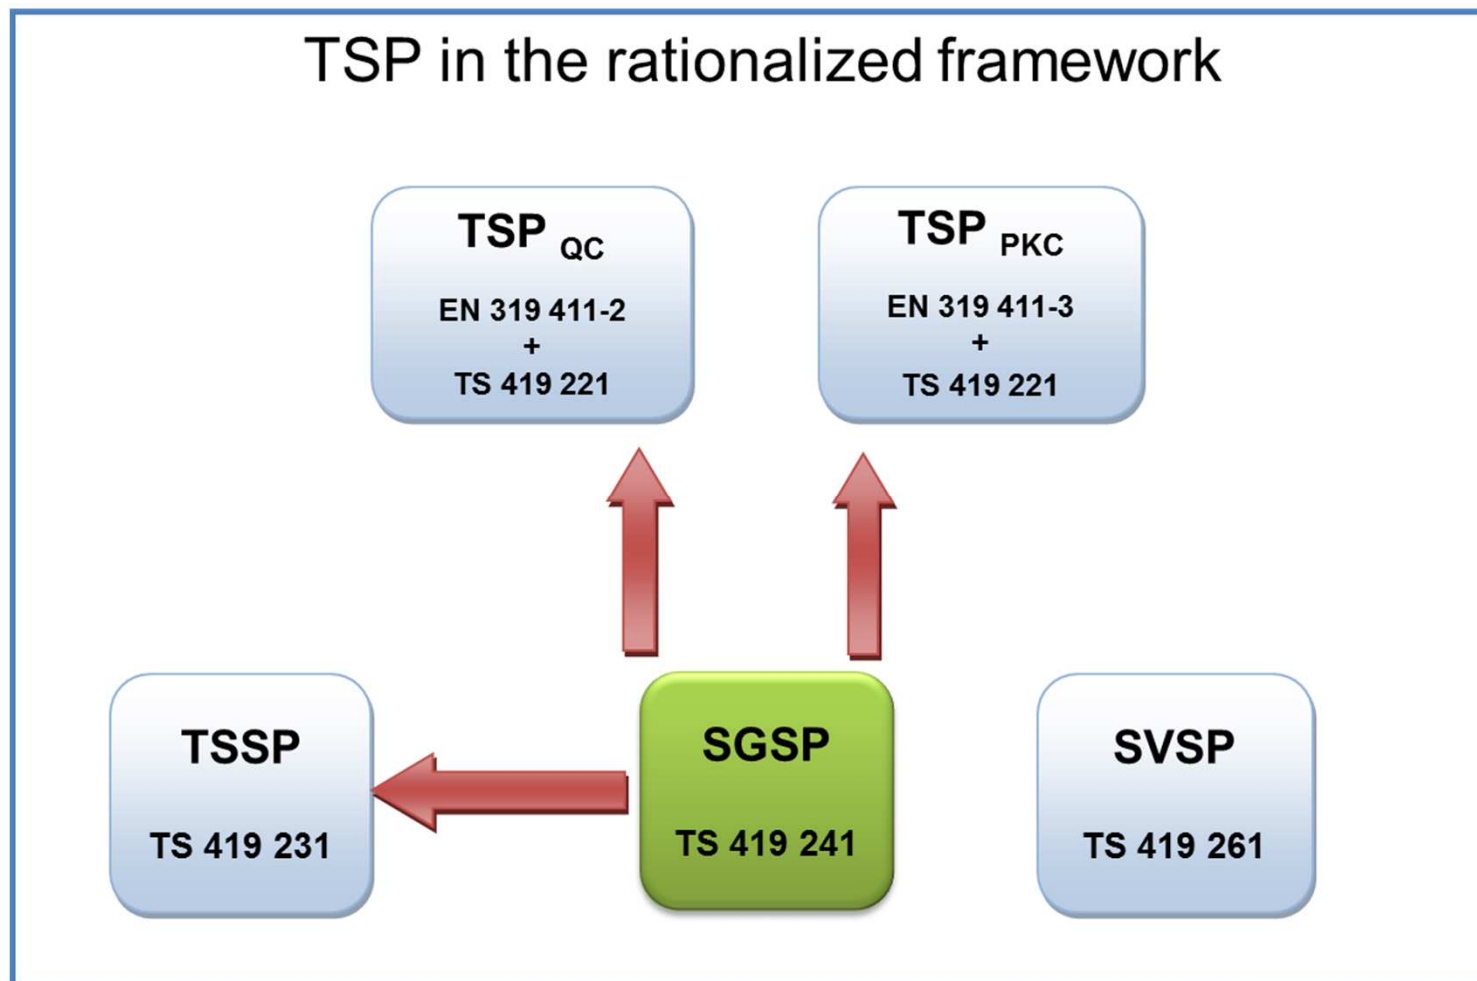 TSP in the rationalized framework
TSP QC
EN 319 411-2
+
TS 419 221
TSP PKC
EN 319 411-3
+
TS 419 221
TSSP
TS 419 231
SGSP
TS 419 241
SVSP
TS 419 261